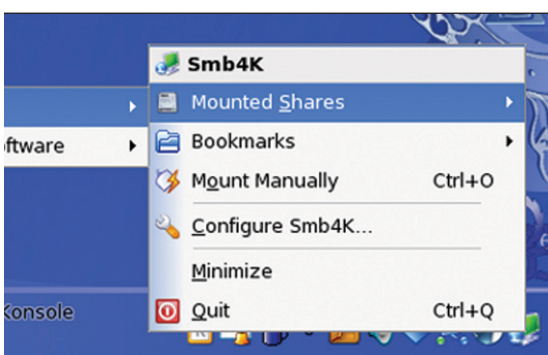 Smb4K
Mounted Shares
ftware
Bookmarks
Mount Manually Ctrl+O
Configure Smb4K...
Minimize
Konsole
Quit Ctrl+Q